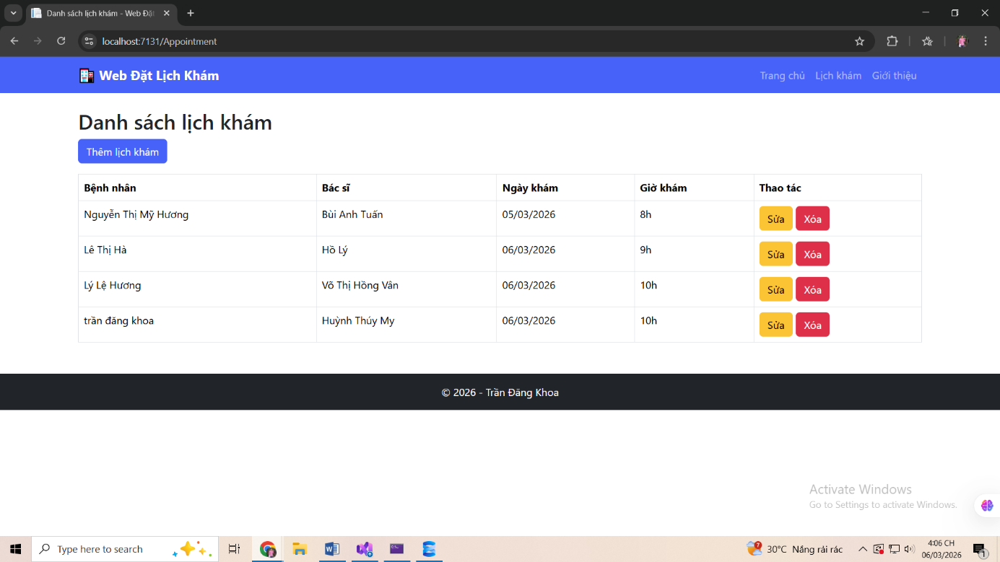 Danh sách lịch khám - Web Đặt
localhost:7131/Appointment
Web Đặt Lịch Khám
Trang chủ Lịch khám Giới thiệu
Danh sách lịch khám
Thêm lịch khám
Bệnh nhân Bác sĩ Ngày khám Giờ khám Thao tác
Nguyễn Thị Mỹ Hương Bùi Anh Tuấn 05/03/2026 8h Sửa Xóa
Lê Thị Hà Hồ Lý 06/03/2026 9h Sửa Xóa
Lý Lệ Hương Võ Thị Hồng Vân 06/03/2026 10h Sửa Xóa
trần đăng khoa Huỳnh Thúy My 06/03/2026 10h Sửa Xóa
© 2026 - Trần Đăng Khoa
Activate Windows
Go to Settings to activate Windows.
Type here to search
7
30°C Nắng rải rác
4:06 CH
06/03/2026
1